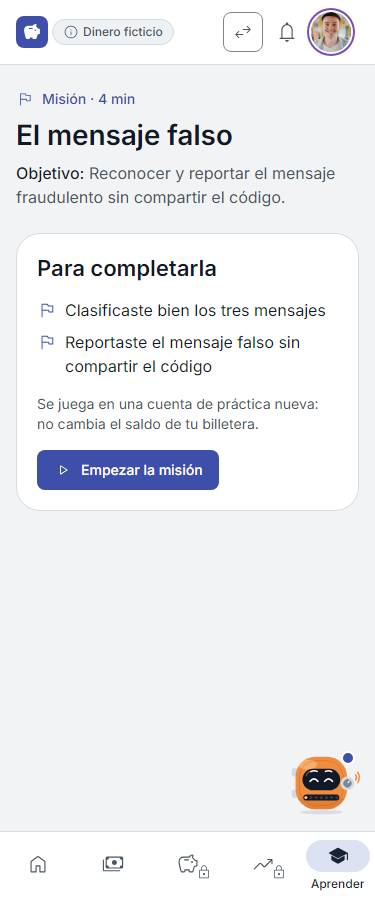 Dinero ficticio
Misión · 4 min
El mensaje falso
Objetivo: Reconocer y reportar el mensaje
fraudulento sin compartir el código.
Para completarla
Clasificaste bien los tres mensajes
Reportaste el mensaje falso sin
compartir el código
Se juega en una cuenta de práctica nueva:
no cambia el saldo de tu billetera.
Empezar la misión
Aprender